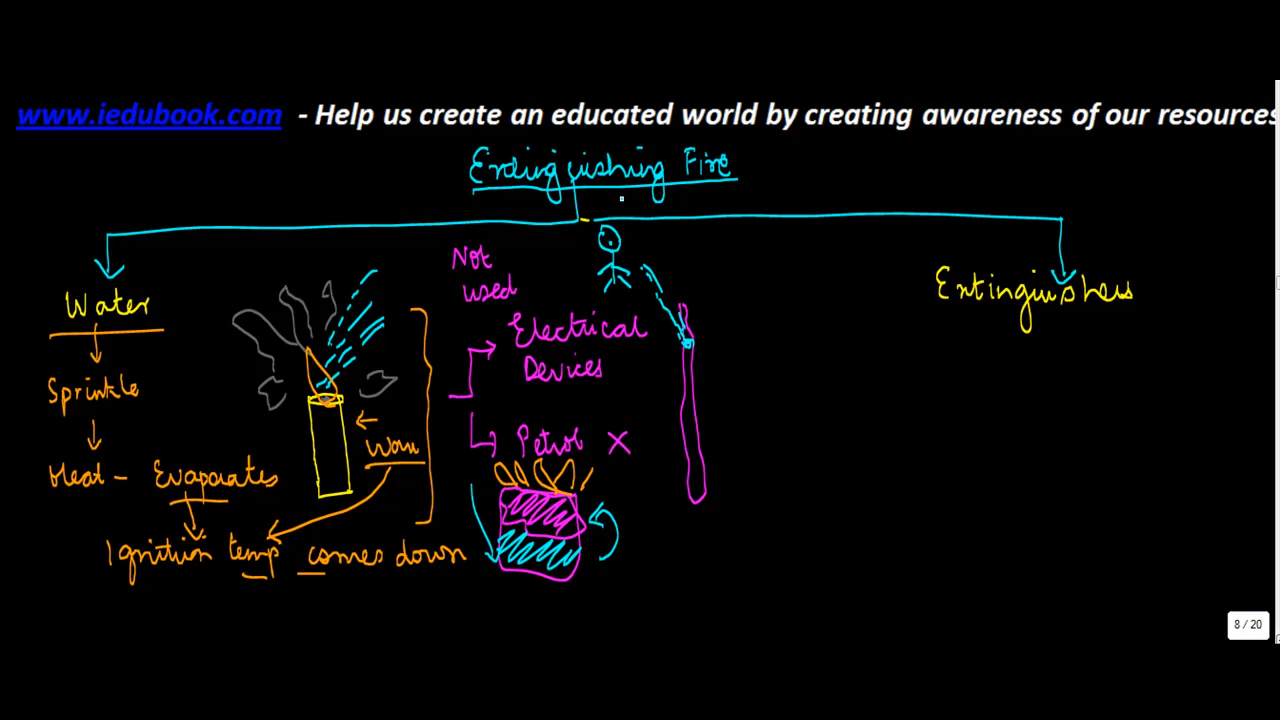 www.iedubook.com - Help us create an educated world by creating awareness of our resources
Extinguishing Fire
Water
Sprinkle
Heat - Evaporates
Ignition temp comes down
Not
used
Electrical
Devices
Petrol X
Extinguishers
8 / 20